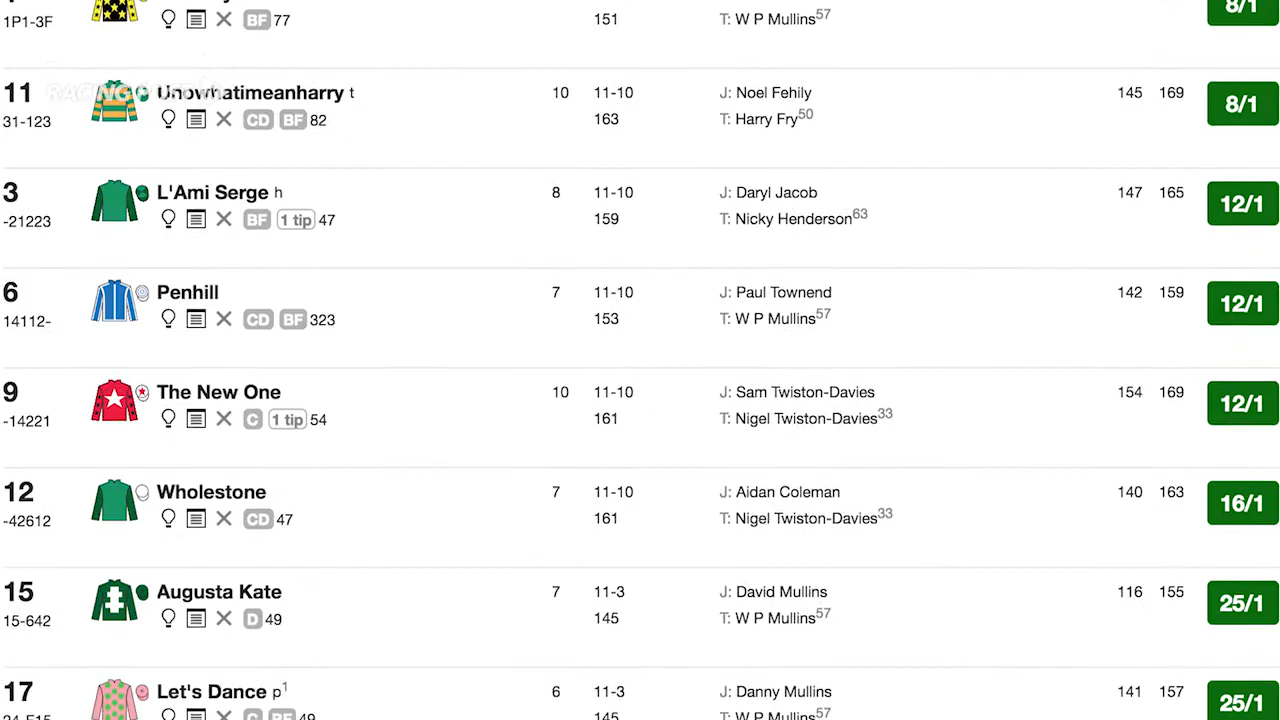 1P1-3F
BF 77
151
T: W P Mullins57
8/1
11
Unowhatimeanharry t
10
11-10
J: Noel Fehily
145 169
8/1
31-123
CD BF 82
163
T: Harry Fry50
3
L'Ami Serge h
8
11-10
J: Daryl Jacob
147 165
12/1
-21223
BF 1 tip 47
159
T: Nicky Henderson63
6
Penhill
7
11-10
J: Paul Townend
142 159
12/1
14112-
CD BF 323
153
T: W P Mullins57
9
The New One
10
11-10
J: Sam Twiston-Davies
154 169
12/1
-14221
C 1 tip 54
161
T: Nigel Twiston-Davies33
12
Wholestone
7
11-10
J: Aidan Coleman
140 163
16/1
-42612
CD 47
161
T: Nigel Twiston-Davies33
15
Augusta Kate
7
11-3
J: David Mullins
116 155
25/1
15-642
D 49
145
T: W P Mullins57
17
Let's Dance p1
6
11-3
J: Danny Mullins
141 157
25/1
C BF 49
145
T: W P Mullins57